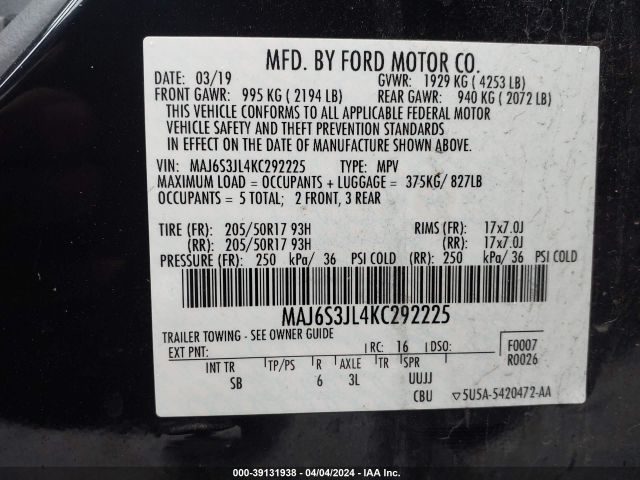 MFD. BY FORD MOTOR CO.
DATE: 03/19 GVWR: 1929 KG ( 4253 LB)
FRONT GAWR: 995 KG ( 2194 LB) REAR GAWR: 940 KG ( 2072 LB)
THIS VEHICLE CONFORMS TO ALL APPLICABLE FEDERAL MOTOR
VEHICLE SAFETY AND THEFT PREVENTION STANDARDS
IN EFFECT ON THE DATE OF MANUFACTURE SHOWN ABOVE.
VIN: MAJ6S3JL4KC292225 TYPE: MPV
MAXIMUM LOAD = OCCUPANTS + LUGGAGE = 375KG/ 827LB
OCCUPANTS = 5 TOTAL; 2 FRONT, 3 REAR
TIRE (FR): 205/50R17 93H RIMS (FR): 17x7.0J
(RR): 205/50R17 93H (RR): 17x7.0J
PRESSURE (FR): 250 kPa/ 36 PSI COLD (RR): 250 kPa/ 36 PSI COLD
MAJ6S3JL4KC292225
TRAILER TOWING - SEE OWNER GUIDE
EXT PNT: RC: 16 DSO: F0007
R0026
INT TR TP/PS R AXLE TR SPR
SB 6 3L UUJJ
CBU ▽5U5A-5420472-AA
000-39131938 - 04/04/2024 - IAA Inc.